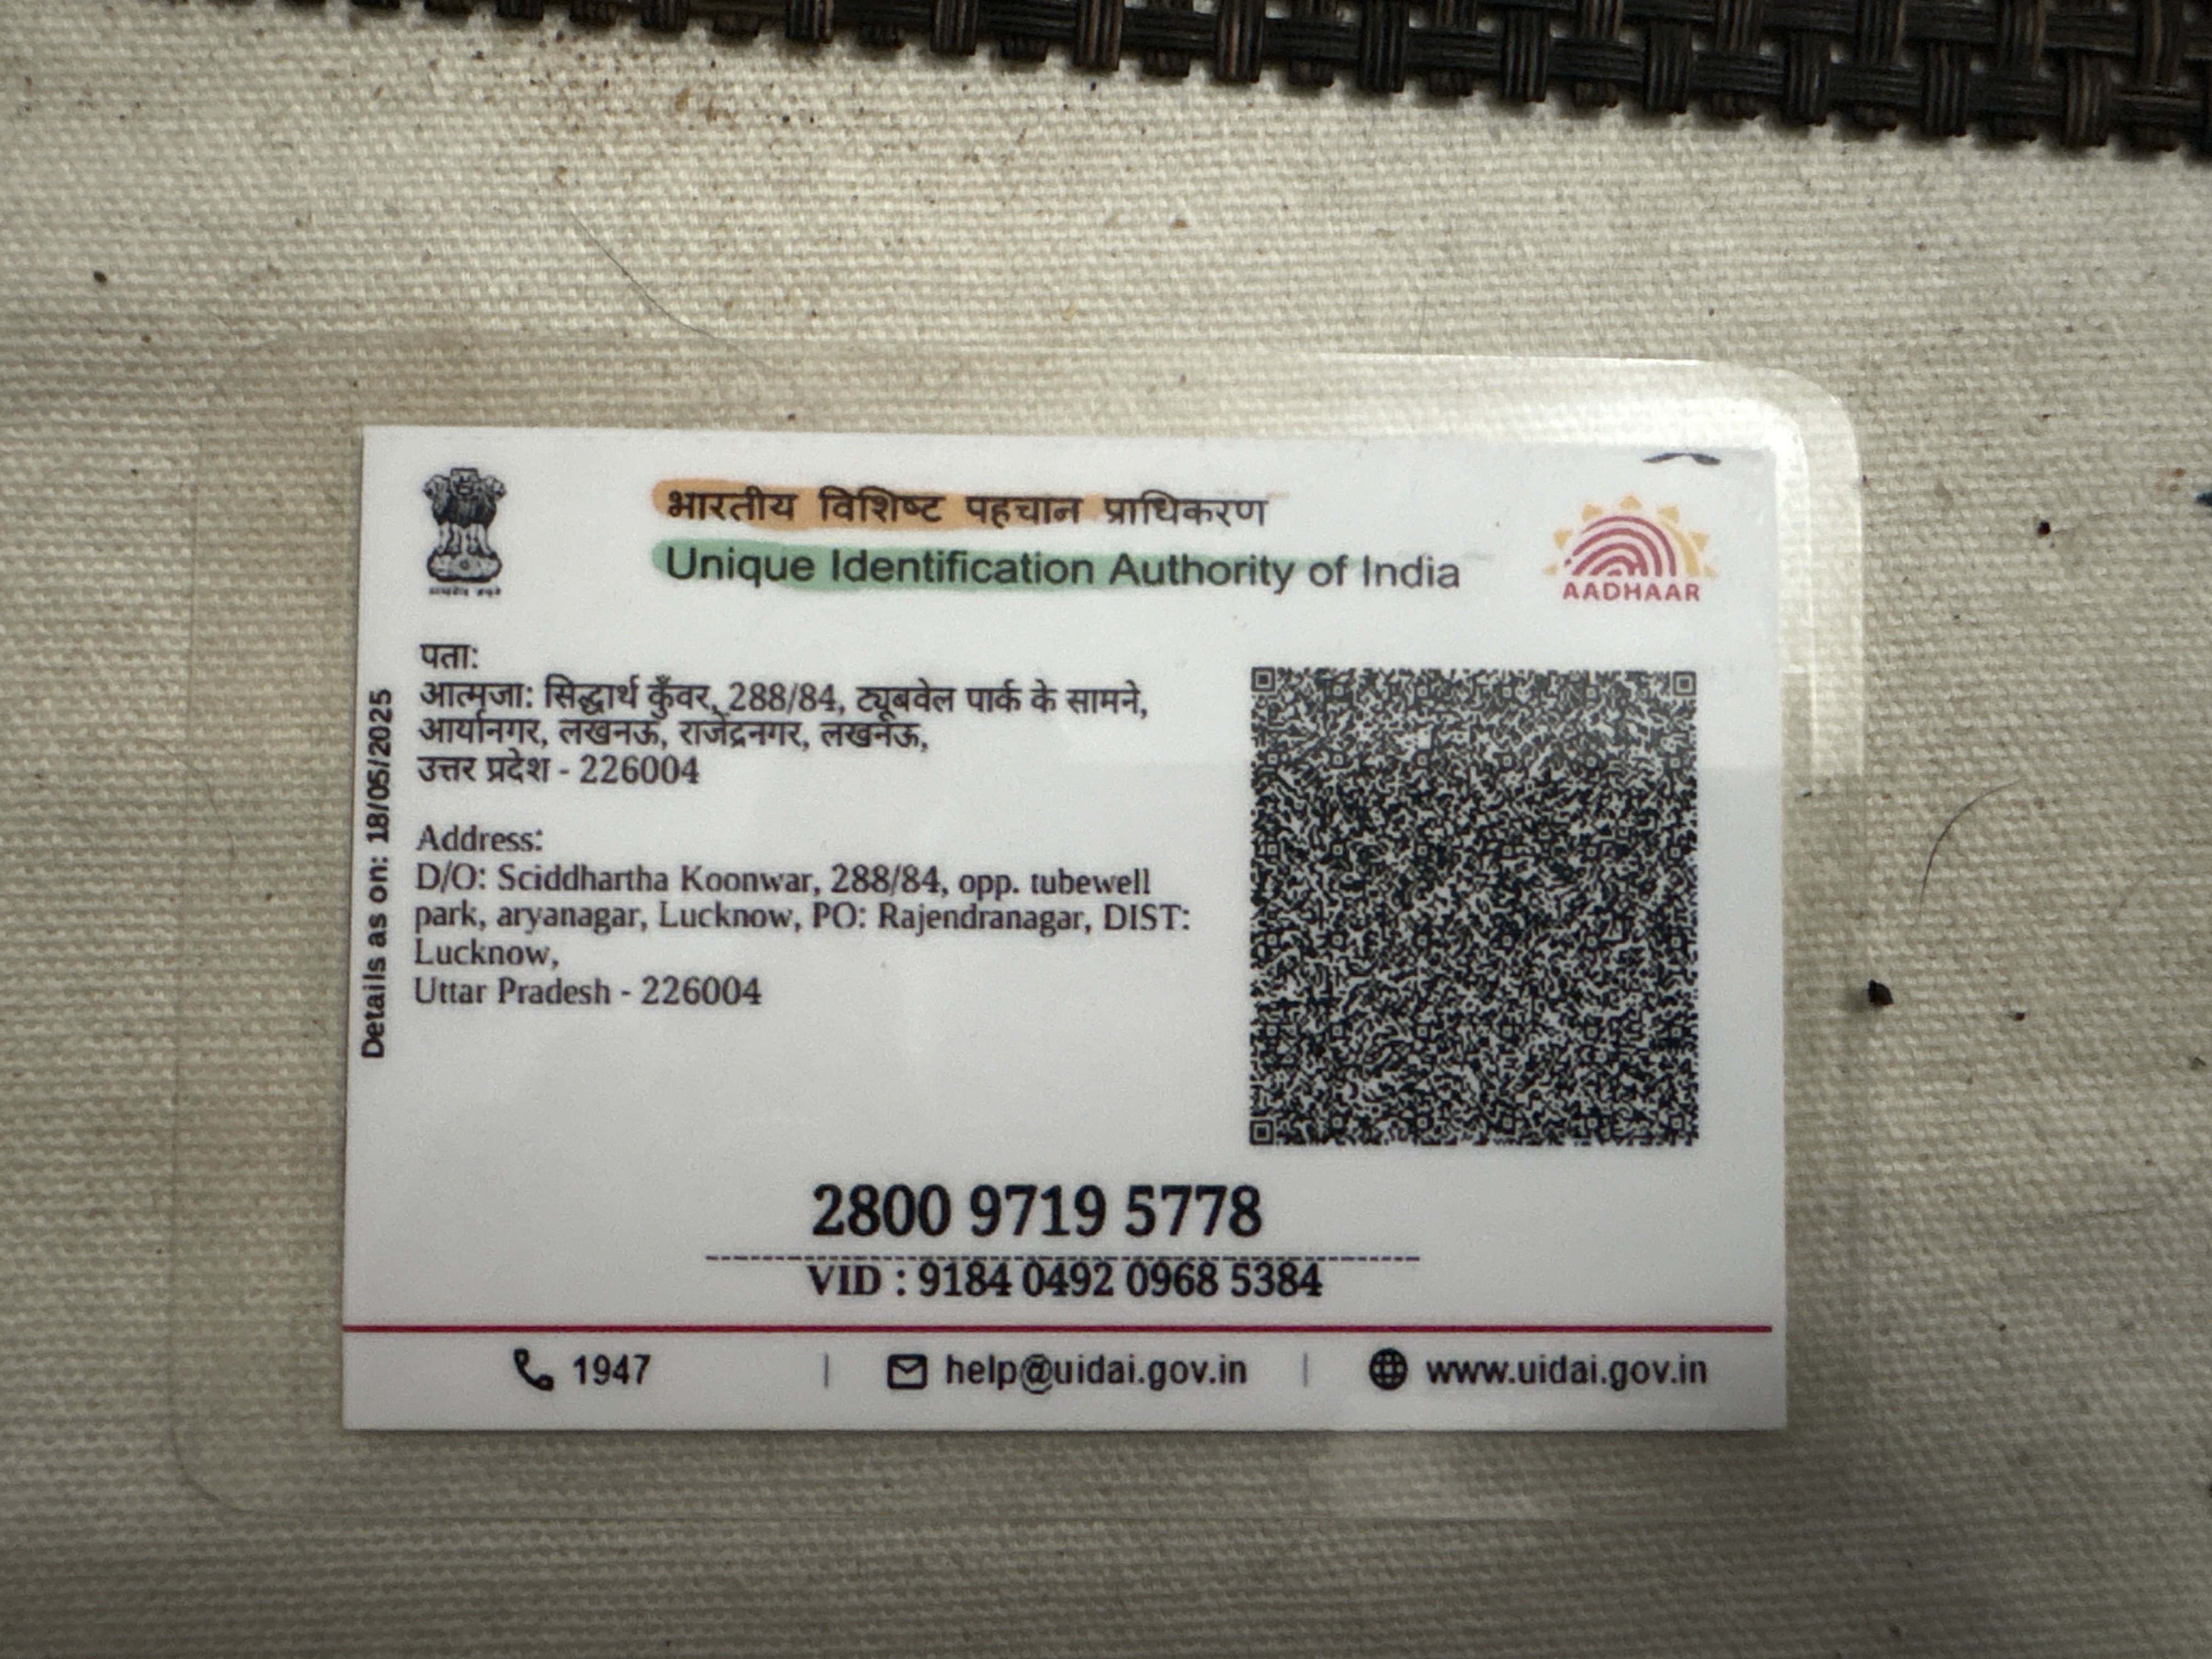 भारतीय विशिष्ट पहचान प्राधिकरण
Unique Identification Authority of India
AADHAAR
पता:
आत्मजा: सिद्धार्थ कुँवर, 288/84, ट्यूबवेल पार्क के सामने,
आर्यानगर, लखनऊ, राजेंद्रनगर, लखनऊ,
उत्तर प्रदेश - 226004
Address:
D/O: Sciddhartha Koonwar, 288/84, opp. tubewell
park, aryanagar, Lucknow, PO: Rajendranagar, DIST:
Lucknow,
Uttar Pradesh - 226004
Details as on: 18/05/2025
2800 9719 5778
VID : 9184 0492 0968 5384
1947 | help@uidai.gov.in | www.uidai.gov.in